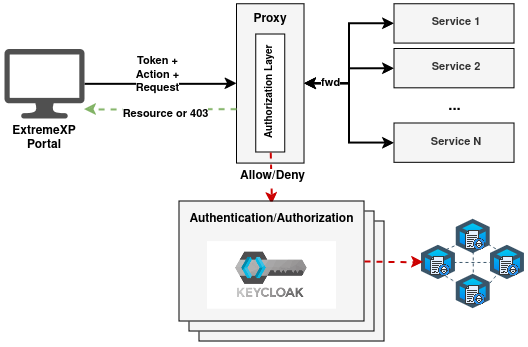 Proxy
Service 1
Service 2
...
Service N
Token +
Action +
Request
Authorization Layer
fwd
Resource or 403
ExtremeXP
Portal
Allow/Deny
Authentication/Authorization
KEYCLOAK